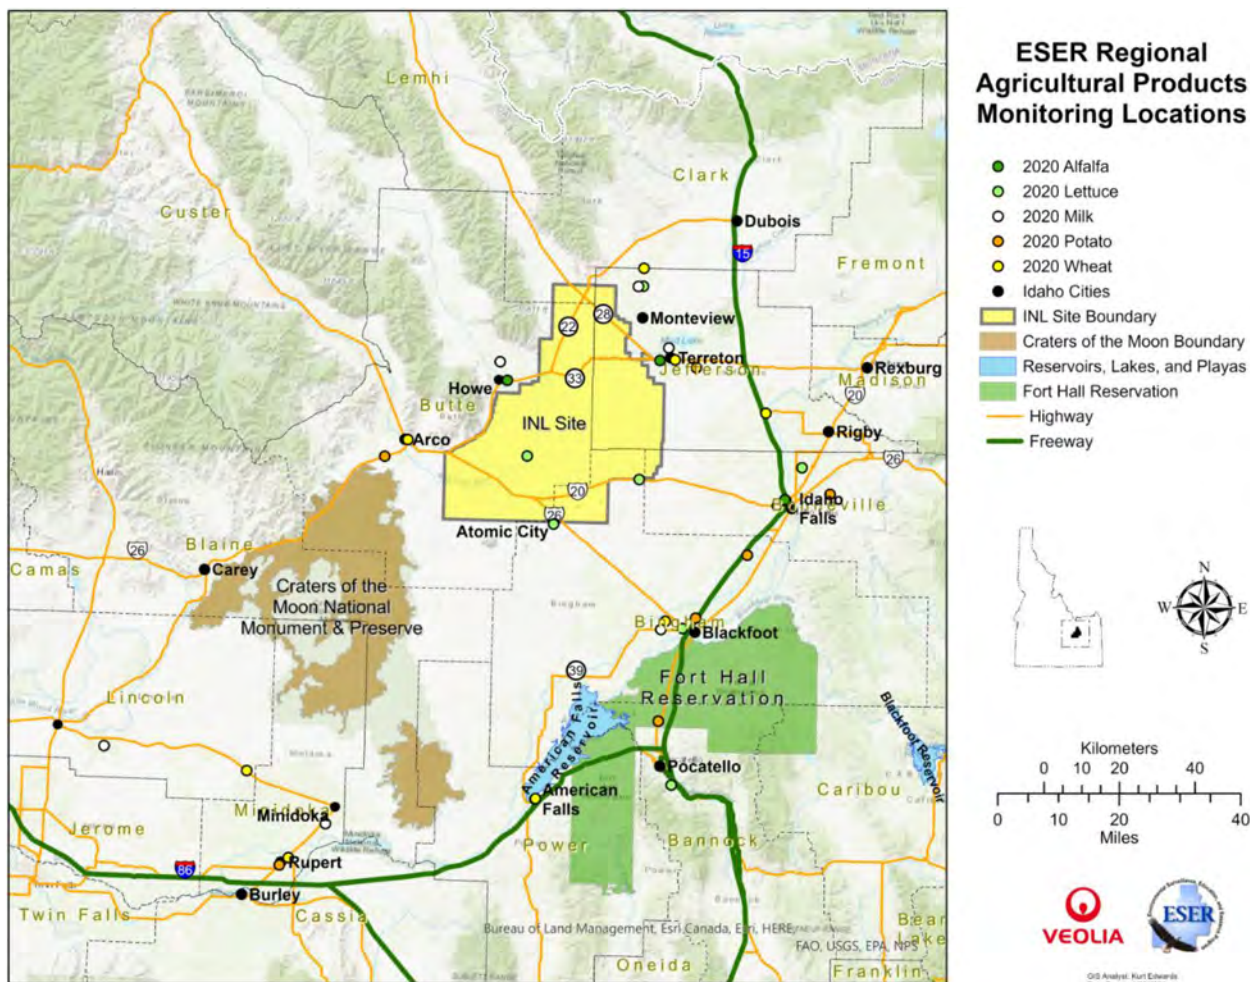 ESER Regional
Agricultural Products
Monitoring Locations
2020 Alfalfa
2020 Lettuce
2020 Milk
2020 Potato
2020 Wheat
Idaho Cities
INL Site Boundary
Craters of the Moon Boundary
Reservoirs, Lakes, and Playas
Fort Hall Reservation
Highway
Freeway
N
W
E
S
Kilometers
0 10 20 40
0 10 20 40
Miles
VEOLIA
ESER
GIS Analyst: Kurt Edwards
Lemhi
Clark
Clark
Custer
Dubois
15
Fremont
28
22
Monteview
Terreton
Jefferson
Rexburg
Madison
20
Howe
33
Butte
INL Site
Arco
Rigby
26
20
26
Idaho
Falls
Bonneville
Atomic City
Blaine
26
Camas
Carey
Craters of the
Moon National
Monument & Preserve
Bingham
Bingham
Blackfoot
39
Fort Hall
Reservation
Lincoln
American Falls
Reservoir
Blackfoot Reservoir
Pocatello
American
Falls
Caribou
Minidoka
Minidoka
Jerome
Power
Bannock
Rupert
86
Burley
Twin Falls
Cassia
Bear
Lake
Bureau of Land Management, Esri Canada, Esri, HERE,
FAO, USGS, EPA, NPS
Oneida
Franklin